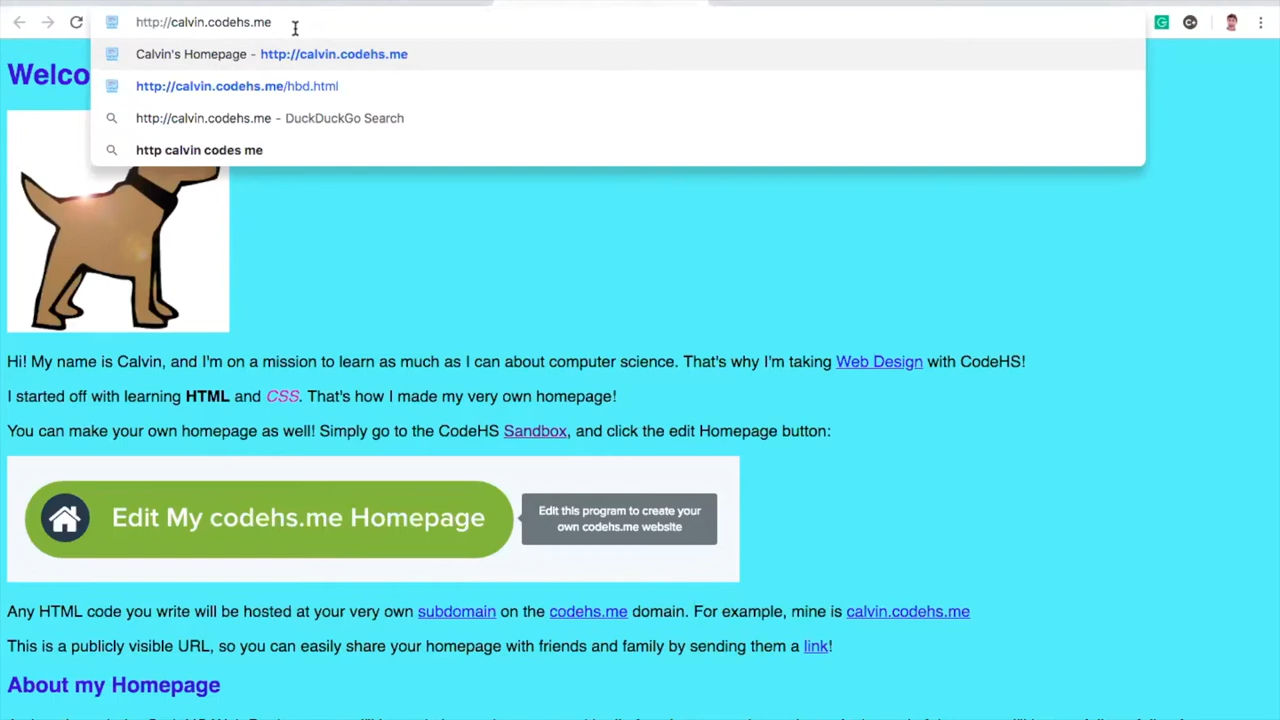 http://calvin.codehs.me
Calvin's Homepage - http://calvin.codehs.me
http://calvin.codehs.me/hbd.html
http://calvin.codehs.me - DuckDuckGo Search
http calvin codes me
Welco
Hi! My name is Calvin, and I'm on a mission to learn as much as I can about computer science. That's why I'm taking Web Design with CodeHS!
I started off with learning HTML and CSS. That's how I made my very own homepage!
You can make your own homepage as well! Simply go to the CodeHS Sandbox, and click the edit Homepage button:
Edit My codehs.me Homepage
Edit this program to create your
own codehs.me website
Any HTML code you write will be hosted at your very own subdomain on the codehs.me domain. For example, mine is calvin.codehs.me
This is a publicly visible URL, so you can easily share your homepage with friends and family by sending them a link!
About my Homepage